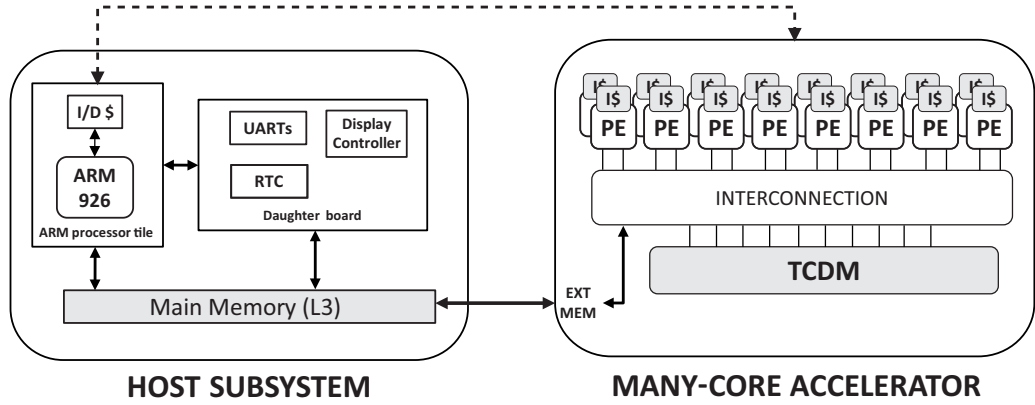 I/D $
ARM
926
ARM processor tile
UARTs
Display
Controller
RTC
Daughter board
Main Memory (L3)
HOST SUBSYSTEM
I$ I$ I$ I$ I$ I$ I$ I$
I$ I$ I$ I$ I$ I$ I$ I$
PE PE PE PE PE PE PE PE
INTERCONNECTION
TCDM
EXT
MEM
MANY-CORE ACCELERATOR